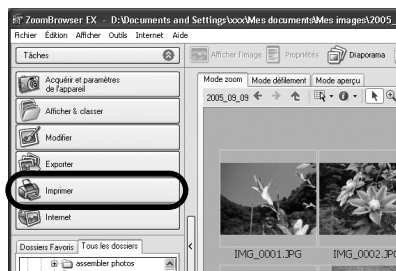 ZoomBrowser EX - D:\Documents and Settings\xxx\Mes documents\Mes images\2005_
Fichier Édition Afficher Outils Internet Aide
Tâches
Afficher l'image Propriétés Diaporama
Acquérir et paramètres de l'appareil
Mode zoom Mode défilement Mode aperçu
2005_09_09
Afficher & classer
Modifier
Exporter
Imprimer
Internet
IMG_0001.JPG IMG_0002.JP
Dossiers Favoris Tous les dossiers
assembler photos